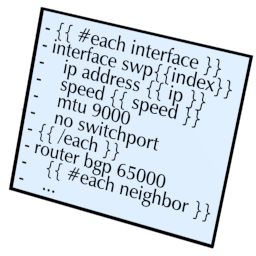 - {{ #each interface }}
- interface swp{{index}}
-    ip address {{ ip }}
-    speed {{ speed }}
-    mtu 9000
-    no switchport
- {{ /each }}
- router bgp 65000
-    {{ #each neighbor }}
-    ...